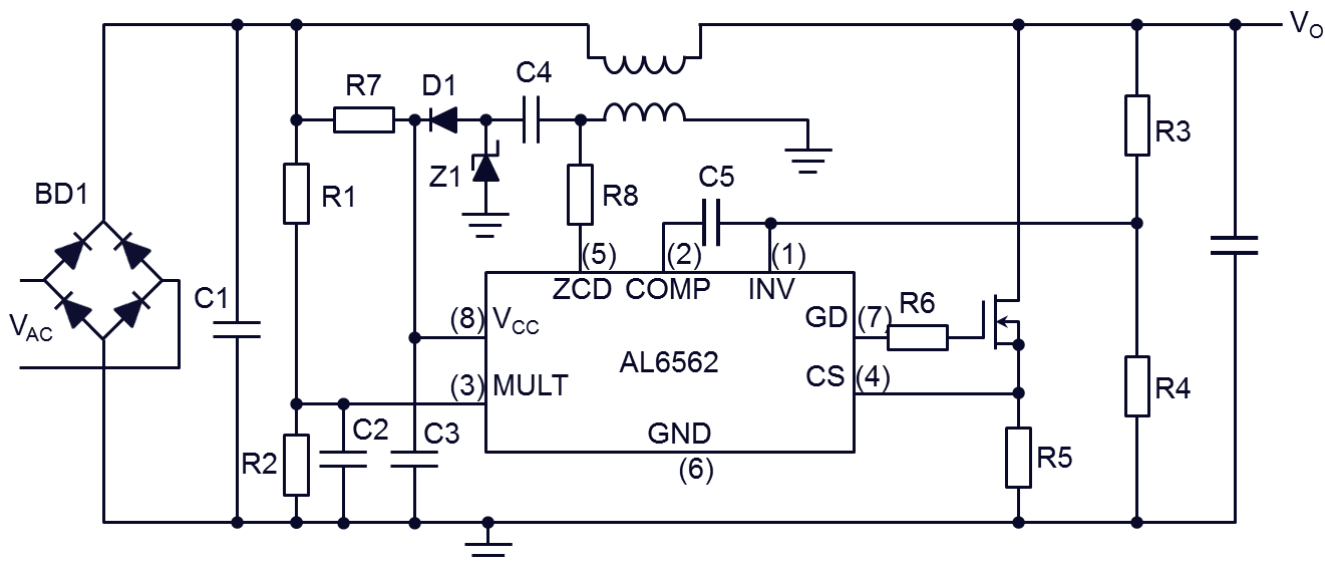 V_O
C4
D1
R7
R3
Z1
C5
BD1
R1
R8
(5) (2) (1)
ZCD COMP INV
C1
V_AC
(8) V_CC
GD (7) R6
AL6562
(3) MULT
CS (4)
R4
C2 C3
GND
(6)
R2
R5